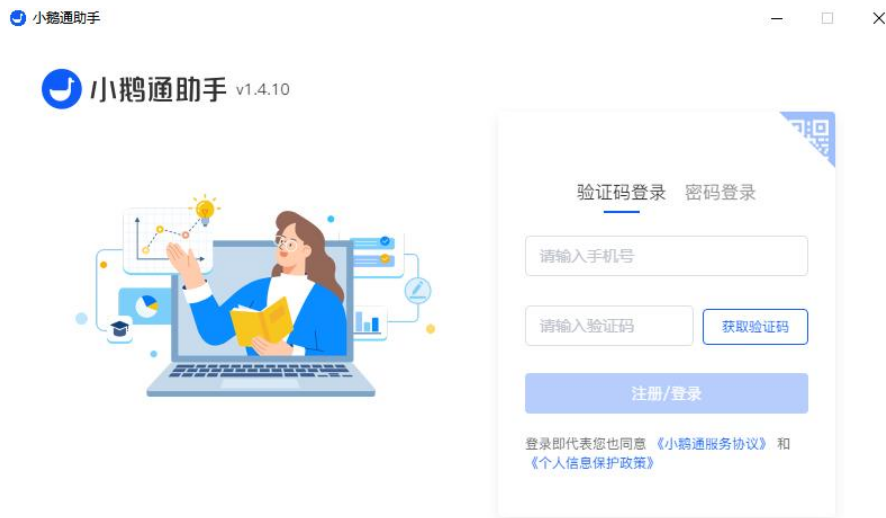 小鹅通助手
小鹅通助手 v1.4.10
验证码登录 密码登录
请输入手机号
请输入验证码 获取验证码
注册/登录
登录即代表您也同意 《小鹅通服务协议》 和
《个人信息保护政策》